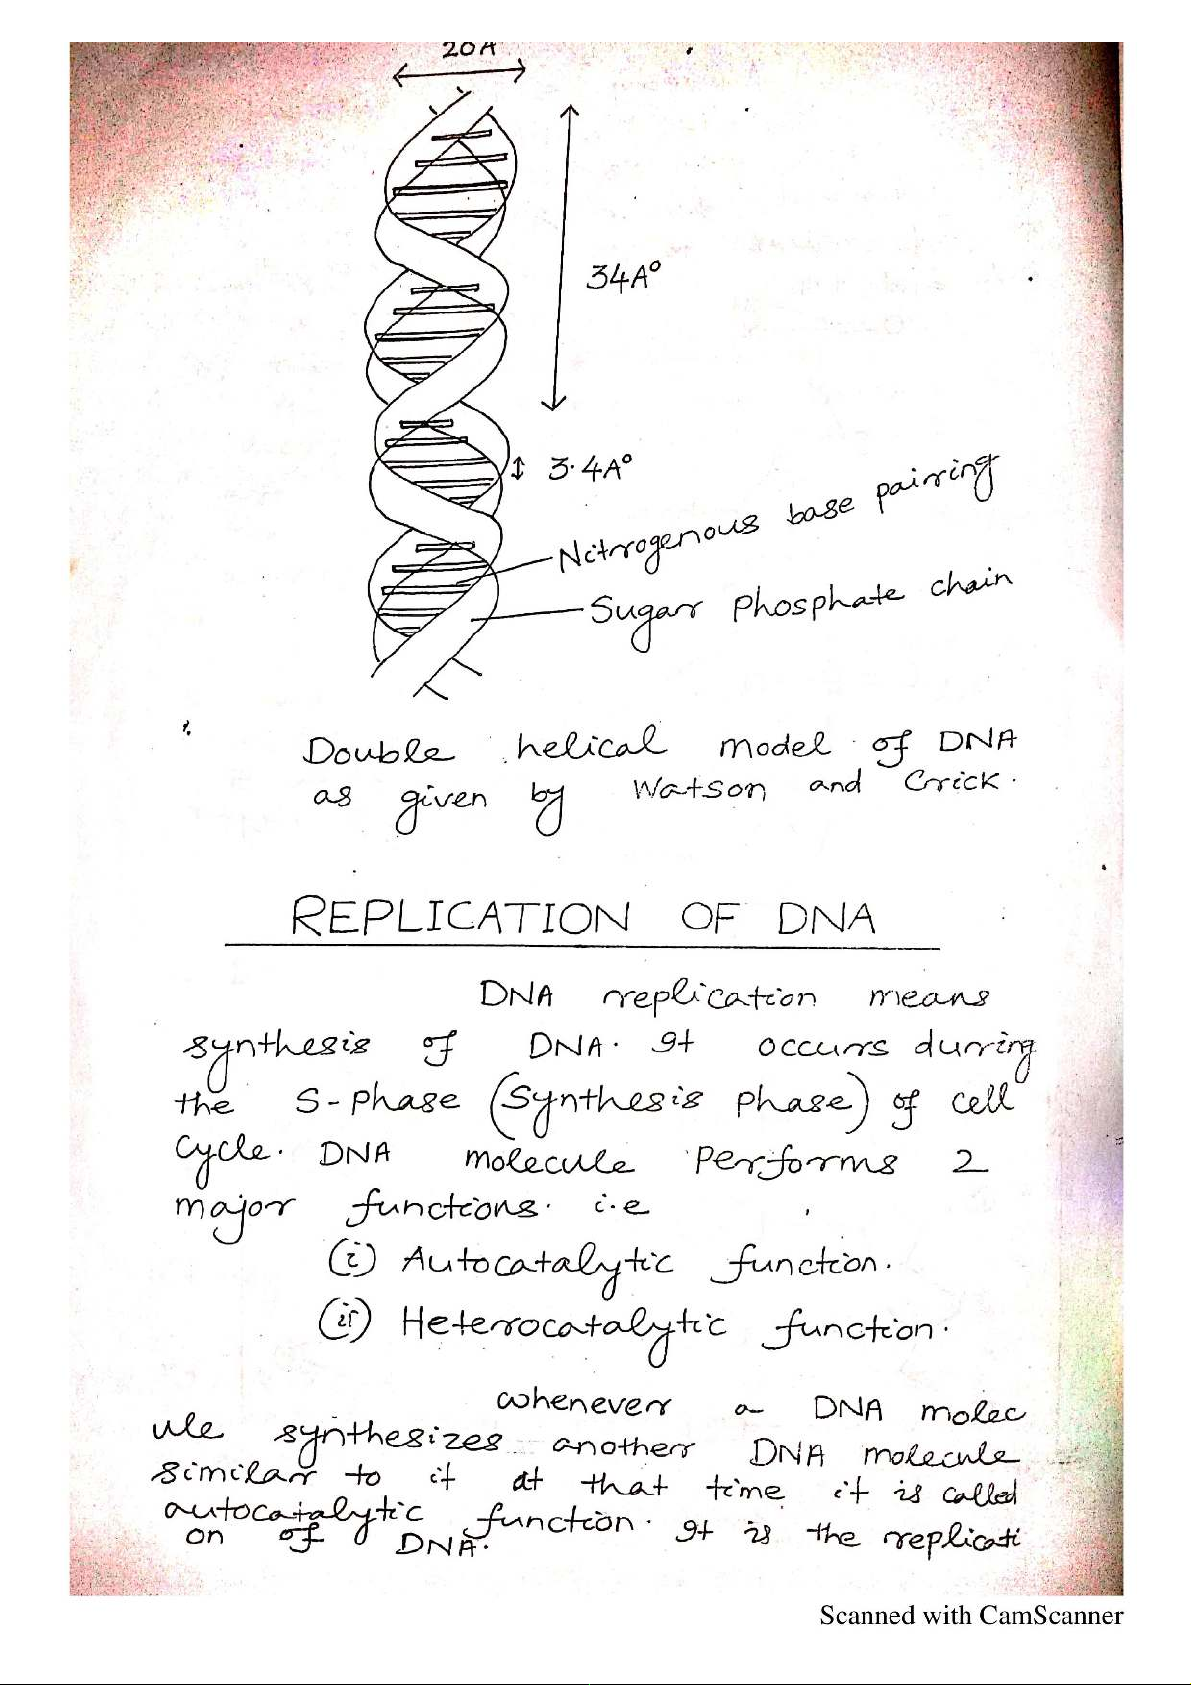 20A
34A°
3.4A°
Nitrogenous base pairing
Sugar phosphate chain
Double helical model of DNA
as given by Watson and Crick.
REPLICATION OF DNA
DNA replication means
synthesis of DNA. It occurs during
the S-phase (Synthesis phase) of cell
cycle. DNA molecule performs 2
major functions. i.e
(i) Autocatalytic function.
(ii) Heterocatalytic function.
whenever a DNA molec
ule synthesizes another DNA molecule
similar to it at that time it is called
autocatalytic function. It is the replicati
on of DNA.
Scanned with CamScanner